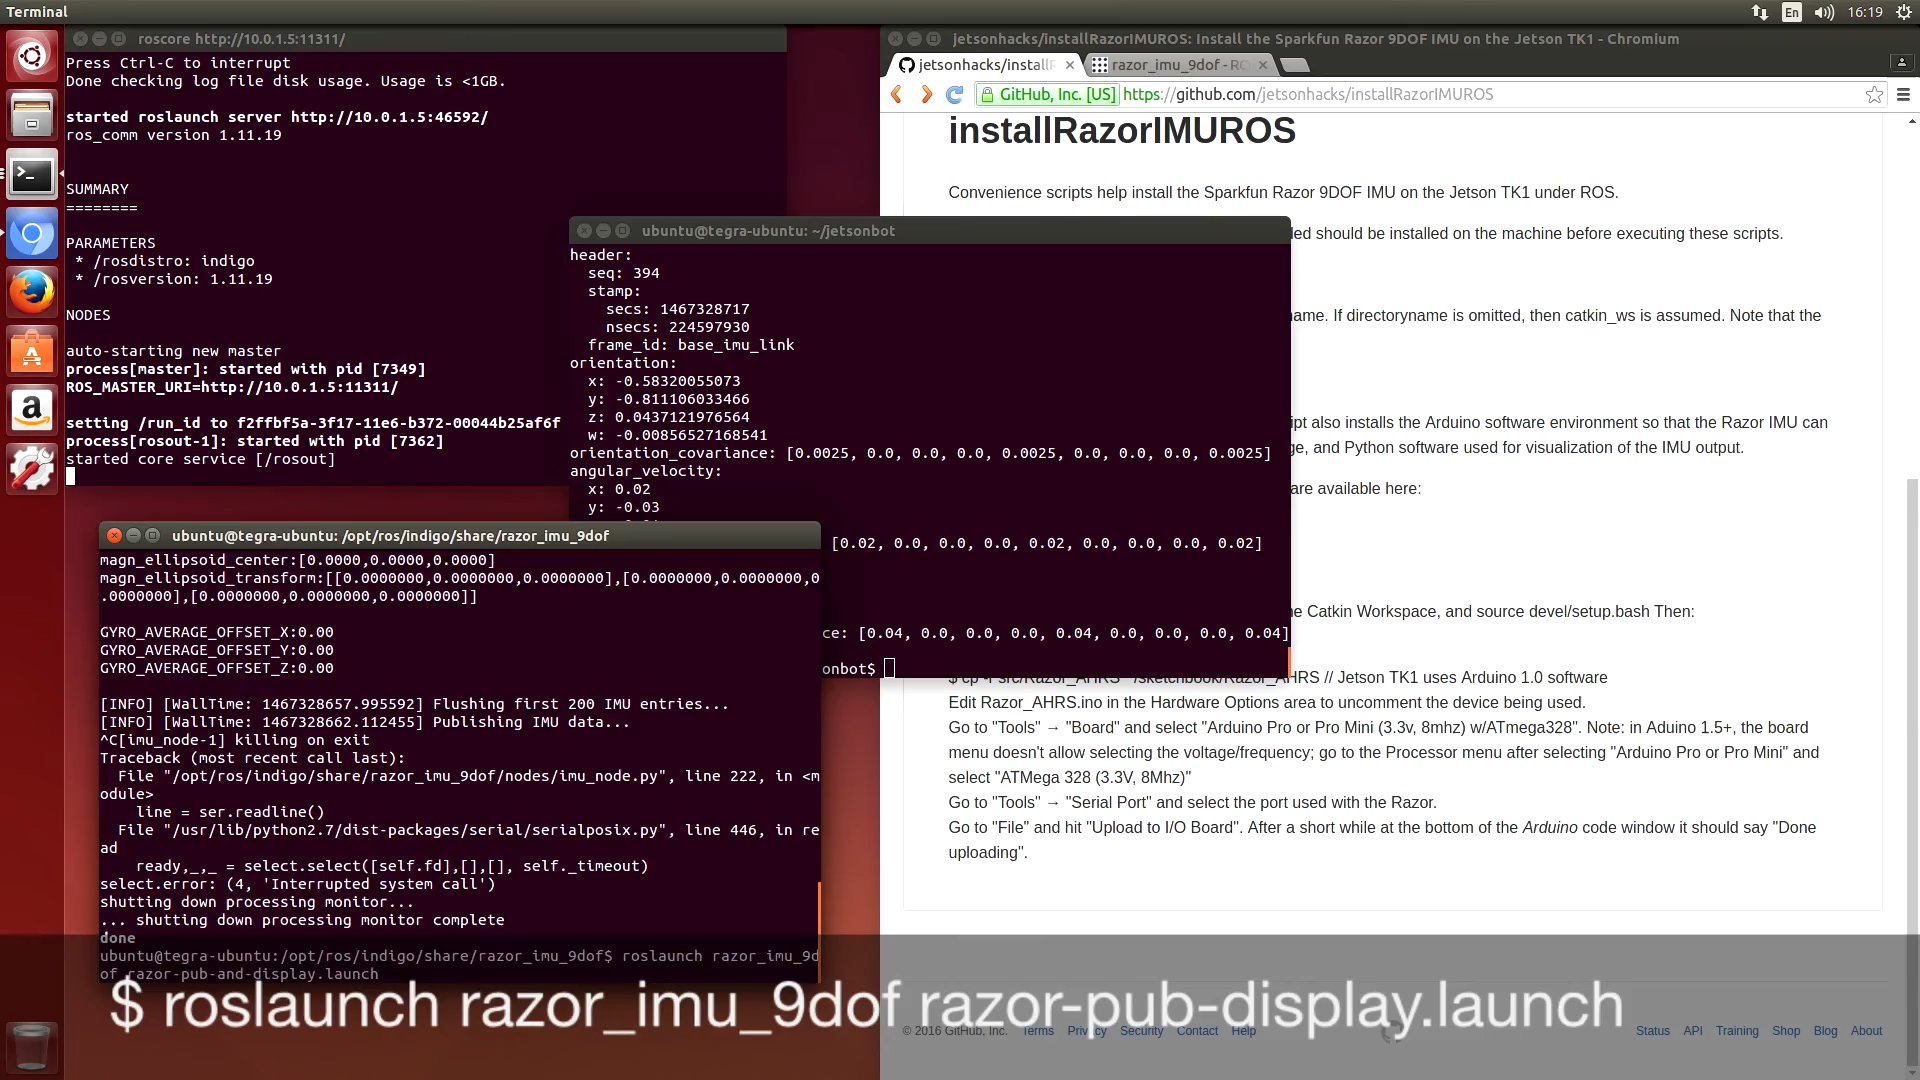 Terminal
En
16:19
roscore http://10.0.1.5:11311/
Press Ctrl-C to interrupt
Done checking log file disk usage. Usage is <1GB.
started roslaunch server http://10.0.1.5:46592/
ros_comm version 1.11.19
SUMMARY
========
PARAMETERS
* /rosdistro: indigo
* /rosversion: 1.11.19
NODES
auto-starting new master
process[master]: started with pid [7349]
ROS_MASTER_URI=http://10.0.1.5:11311/
setting /run_id to f2ffbf5a-3f17-11e6-b372-00044b25af6f
process[rosout-1]: started with pid [7362]
started core service [/rosout]
ubuntu@tegra-ubuntu: ~/jetsonbot
header:
seq: 394
stamp:
secs: 1467328717
nsecs: 224597930
frame_id: base_imu_link
orientation:
x: -0.58320055073
y: -0.811106033466
z: 0.0437121976564
w: -0.00856527168541
orientation_covariance: [0.0025, 0.0, 0.0, 0.0, 0.0025, 0.0, 0.0, 0.0, 0.0025]
angular_velocity:
x: 0.02
y: -0.03
[0.02, 0.0, 0.0, 0.0, 0.02, 0.0, 0.0, 0.0, 0.02]
ce: [0.04, 0.0, 0.0, 0.0, 0.04, 0.0, 0.0, 0.0, 0.04]
onbot$
ubuntu@tegra-ubuntu: /opt/ros/indigo/share/razor_imu_9dof
magn_ellipsoid_center:[0.0000,0.0000,0.0000]
magn_ellipsoid_transform:[[0.0000000,0.0000000,0.0000000],[0.0000000,0.0000000,0
.0000000],[0.0000000,0.0000000,0.0000000]]
GYRO_AVERAGE_OFFSET_X:0.00
GYRO_AVERAGE_OFFSET_Y:0.00
GYRO_AVERAGE_OFFSET_Z:0.00
[INFO] [WallTime: 1467328657.995592] Flushing first 200 IMU entries...
[INFO] [WallTime: 1467328662.112455] Publishing IMU data...
^C[imu_node-1] killing on exit
Traceback (most recent call last):
File "/opt/ros/indigo/share/razor_imu_9dof/nodes/imu_node.py", line 222, in <m
odule>
line = ser.readline()
File "/usr/lib/python2.7/dist-packages/serial/serialposix.py", line 446, in re
ad
ready,_,_ = select.select([self.fd],[],[], self._timeout)
select.error: (4, 'Interrupted system call')
shutting down processing monitor...
... shutting down processing monitor complete
done
ubuntu@tegra-ubuntu:/opt/ros/indigo/share/razor_imu_9dof$ roslaunch razor_imu_9d
of razor-pub-and-display.launch
jetsonhacks/installRazorIMUROS: Install the Sparkfun Razor 9DOF IMU on the Jetson TK1 - Chromium
jetsonhacks/installR
razor_imu_9dof - RO
GitHub, Inc. [US] https://github.com/jetsonhacks/installRazorIMUROS
installRazorIMUROS
Convenience scripts help install the Sparkfun Razor 9DOF IMU on the Jetson TK1 under ROS.
led should be installed on the machine before executing these scripts.
name. If directoryname is omitted, then catkin_ws is assumed. Note that the
ipt also installs the Arduino software environment so that the Razor IMU can
ge, and Python software used for visualization of the IMU output.
are available here:
he Catkin Workspace, and source devel/setup.bash Then:
$ cp -r src/Razor_AHRS ~/sketchbook/Razor_AHRS // Jetson TK1 uses Arduino 1.0 software
Edit Razor_AHRS.ino in the Hardware Options area to uncomment the device being used.
Go to "Tools" → "Board" and select "Arduino Pro or Pro Mini (3.3v, 8mhz) w/ATmega328". Note: in Aduino 1.5+, the board
menu doesn't allow selecting the voltage/frequency; go to the Processor menu after selecting "Arduino Pro or Pro Mini" and
select "ATMega 328 (3.3V, 8Mhz)"
Go to "Tools" → "Serial Port" and select the port used with the Razor.
Go to "File" and hit "Upload to I/O Board". After a short while at the bottom of the Arduino code window it should say "Done
uploading".
$ roslaunch razor_imu_9dof razor-pub-display.launch
© 2016 GitHub, Inc. Terms Privacy Security Contact Help
Status API Training Shop Blog About